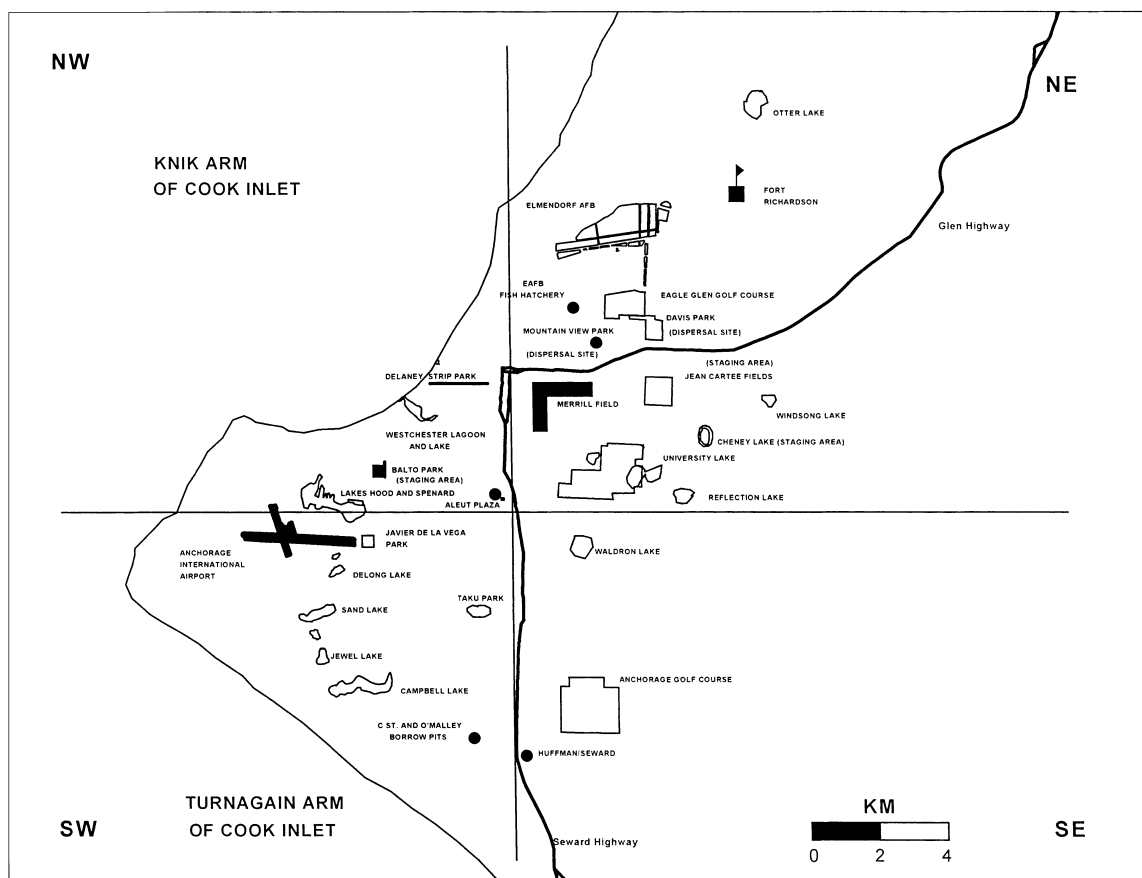 NW
NE
OTTER LAKE
KNIK ARM
OF COOK INLET
FORT
RICHARDSON
ELMENDORF AFB
Glen Highway
EAFB
FISH HATCHERY
EAGLE GLEN GOLF COURSE
DAVIS PARK
(DISPERSAL SITE)
MOUNTAIN VIEW PARK
(DISPERSAL SITE)
(STAGING AREA)
JEAN CARTEE FIELDS
DELANEY STRIP PARK
MERRILL FIELD
WINDSONG LAKE
WESTCHESTER LAGOON
AND LAKE
CHENEY LAKE (STAGING AREA)
UNIVERSITY LAKE
BALTO PARK
(STAGING AREA)
LAKES HOOD AND SPENARD
ALEUT PLAZA
REFLECTION LAKE
JAVIER DE LA VEGA
PARK
ANCHORAGE
INTERNATIONAL
AIRPORT
WALDRON LAKE
DELONG LAKE
TAKU PARK
SAND LAKE
JEWEL LAKE
CAMPBELL LAKE
ANCHORAGE GOLF COURSE
C ST. AND O'MALLEY
BORROW PITS
HUFFMAN/SEWARD
TURNAGAIN ARM
OF COOK INLET
SW
Seward Highway
KM
0 2 4
SE